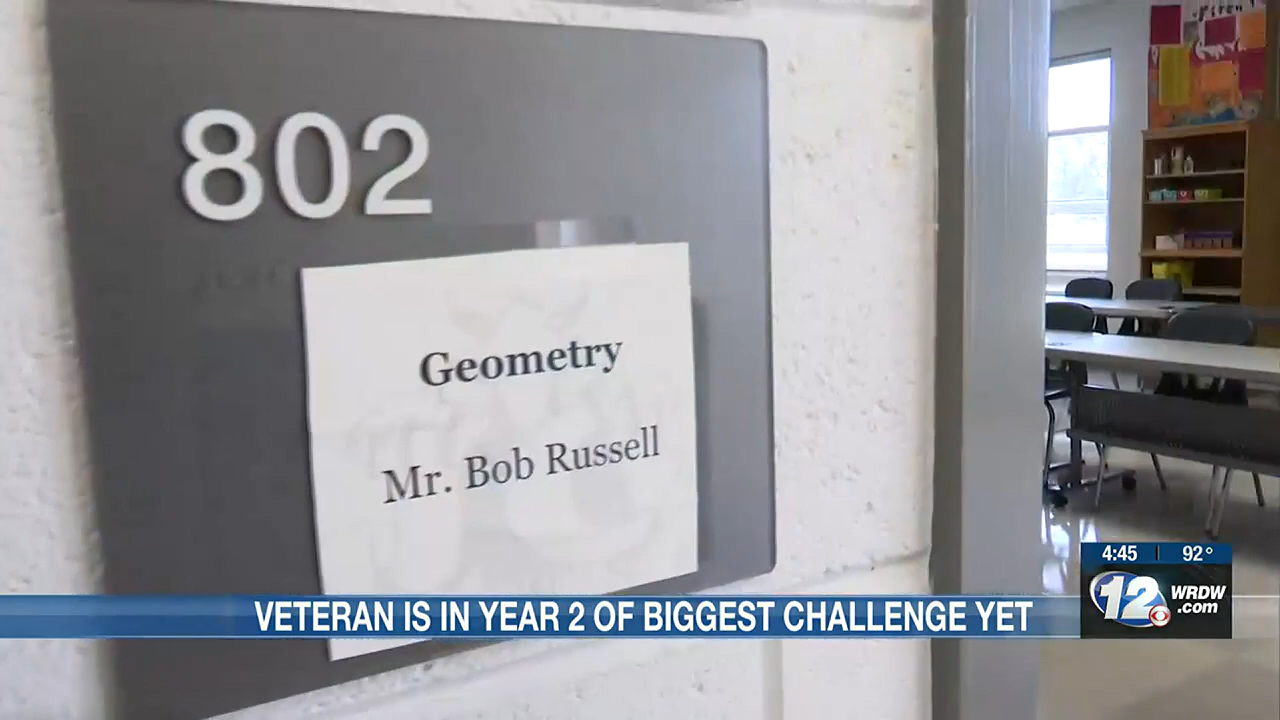 802
Geometry
Mr. Bob Russell
4:45 | 92°
12 WRDW
.com
VETERAN IS IN YEAR 2 OF BIGGEST CHALLENGE YET